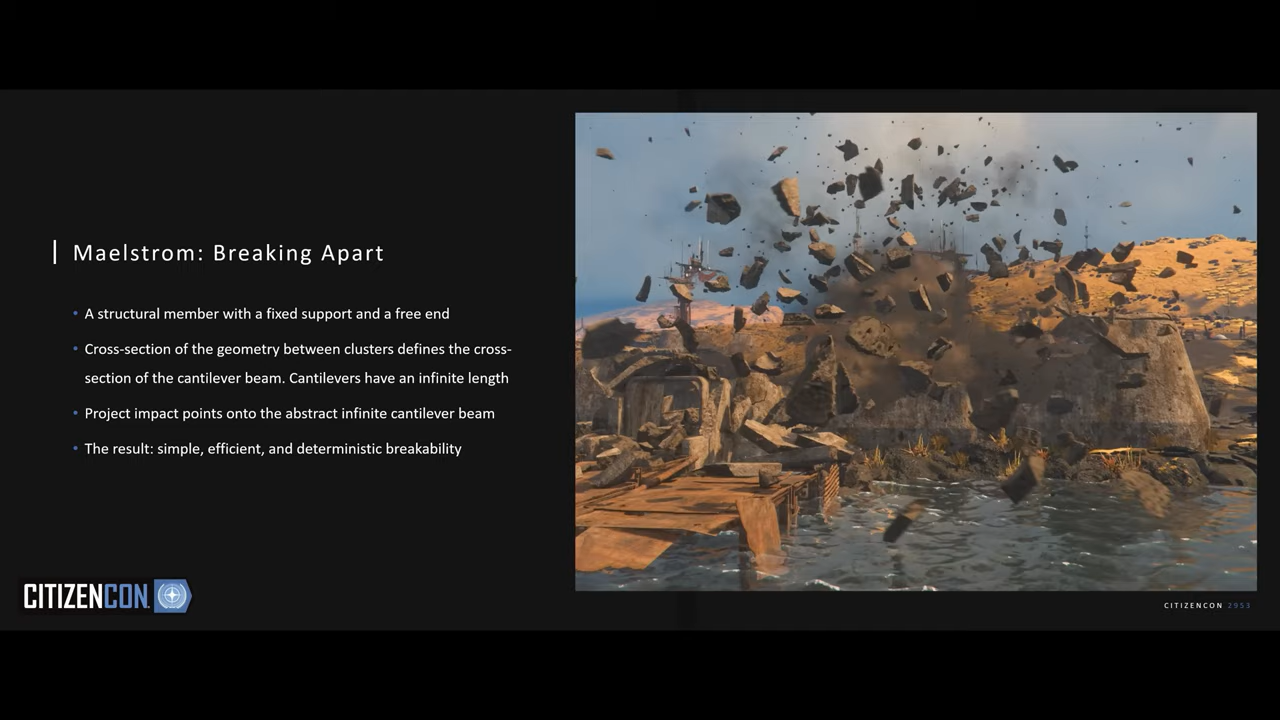 Maelstrom: Breaking Apart
• A structural member with a fixed support and a free end
• Cross-section of the geometry between clusters defines the cross-
section of the cantilever beam. Cantilevers have an infinite length
• Project impact points onto the abstract infinite cantilever beam
• The result: simple, efficient, and deterministic breakability
CITIZENCON
CITIZENCON 2953